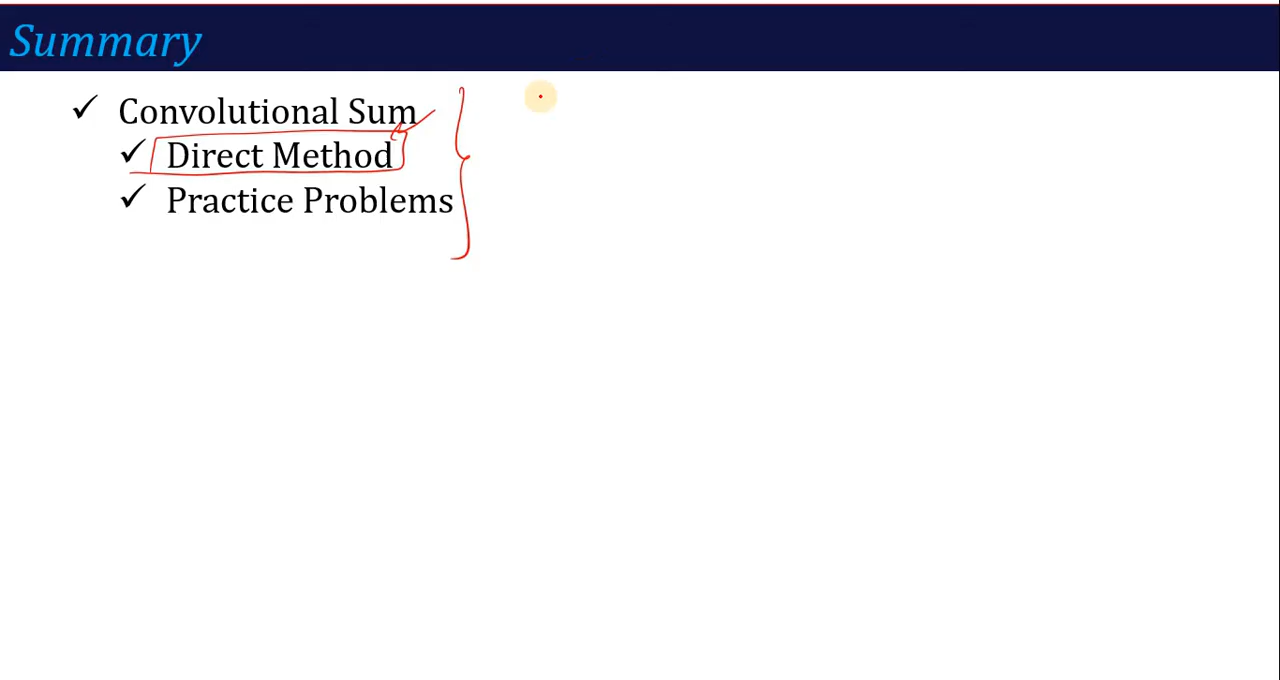 Summary
✓ Convolutional Sum
✓ Direct Method
✓ Practice Problems